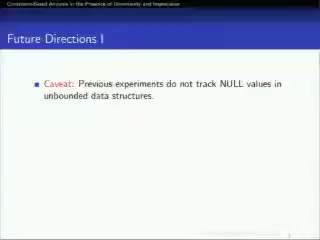 Constraint-Based Analysis in the Presence of Uncertainty and Imprecision
Future Directions I
Caveat: Previous experiments do not track NULL values in
unbounded data structures.